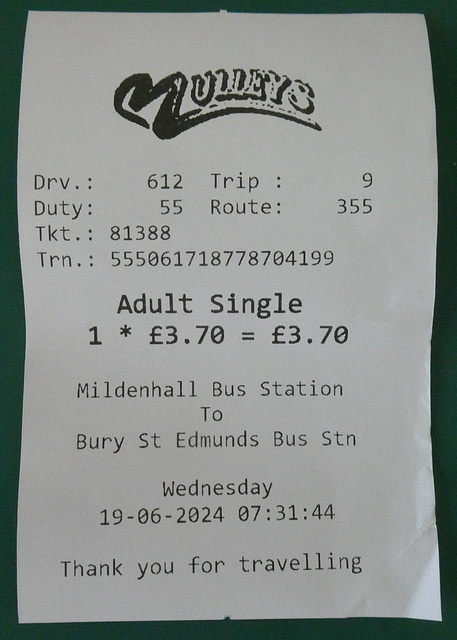 MULLEYS
Drv.: 612 Trip : 9
Duty: 55 Route: 355
Tkt.: 81388
Trn.: 555061718778704199
Adult Single
1 * £3.70 = £3.70
Mildenhall Bus Station
To
Bury St Edmunds Bus Stn
Wednesday
19-06-2024 07:31:44
Thank you for travelling